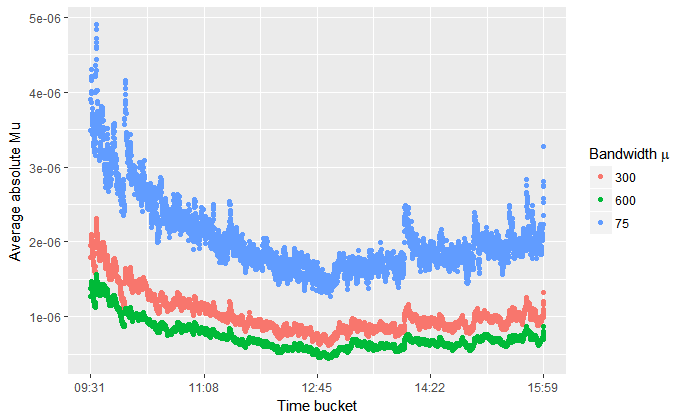 Average absolute Mu
5e-06
4e-06
3e-06
2e-06
1e-06
09:31
11:08
12:45
14:22
15:59
Time bucket
Bandwidth μ
300
600
75